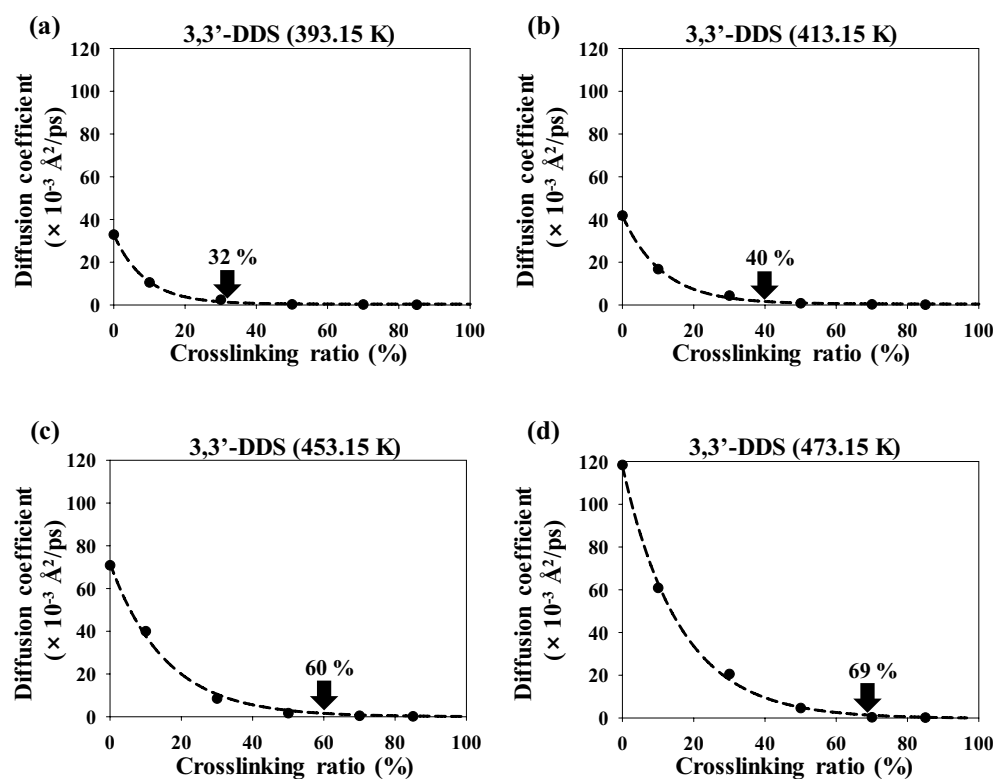 (a)
3,3’-DDS (393.15 K)
Diffusion coefficient
(× 10⁻³ Å²/ps)
120
100
80
60
40
20
0
32 %
0 20 40 60 80 100
Crosslinking ratio (%)
(b)
3,3’-DDS (413.15 K)
Diffusion coefficient
(× 10⁻³ Å²/ps)
120
100
80
60
40
20
0
40 %
0 20 40 60 80 100
Crosslinking ratio (%)
(c)
3,3’-DDS (453.15 K)
Diffusion coefficient
(× 10⁻³ Å²/ps)
120
100
80
60
40
20
0
60 %
0 20 40 60 80 100
Crosslinking ratio (%)
(d)
3,3’-DDS (473.15 K)
Diffusion coefficient
(× 10⁻³ Å²/ps)
120
100
80
60
40
20
0
69 %
0 20 40 60 80 100
Crosslinking ratio (%)